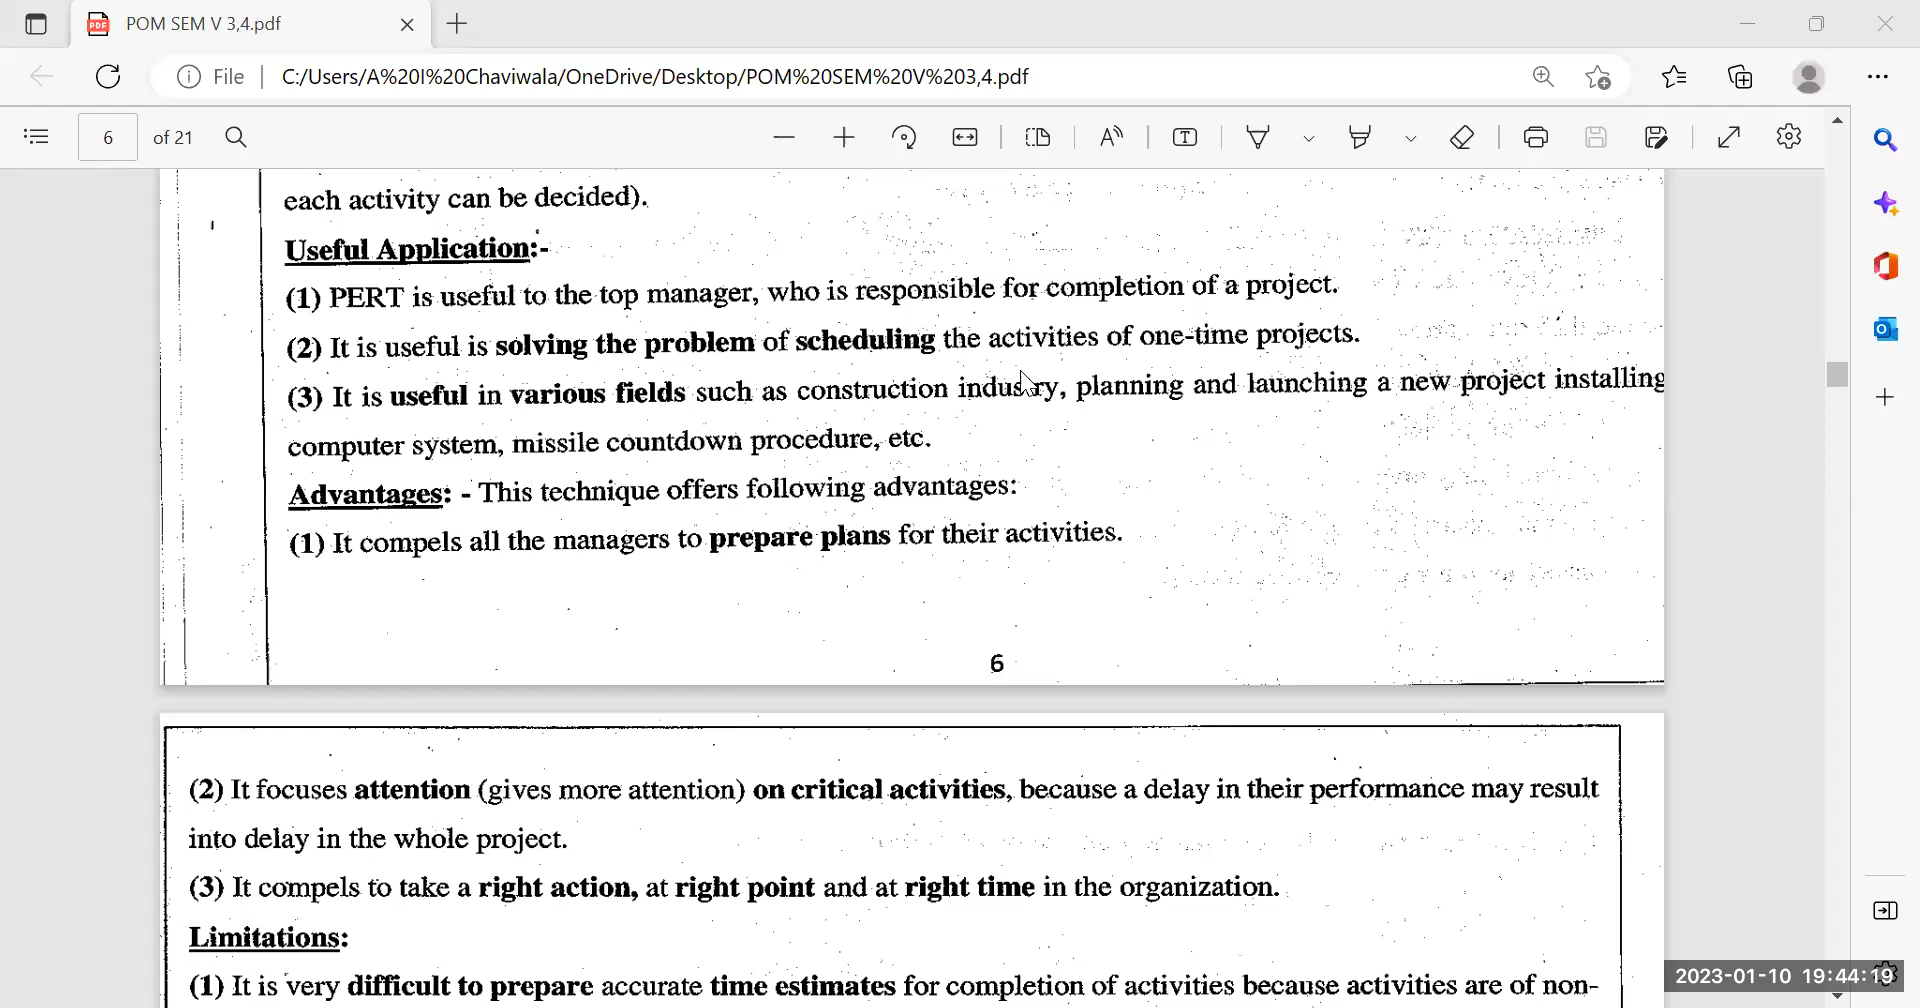 POM SEM V 3,4.pdf
File
C:/Users/A%20I%20Chaviwala/OneDrive/Desktop/POM%20SEM%20V%203,4.pdf
6 of 21
each activity can be decided).
Useful Application:-
(1) PERT is useful to the top manager, who is responsible for completion of a project.
(2) It is useful is solving the problem of scheduling the activities of one-time projects.
(3) It is useful in various fields such as construction industry, planning and launching a new project installing
computer system, missile countdown procedure, etc.
Advantages: - This technique offers following advantages:
(1) It compels all the managers to prepare plans for their activities.
6
(2) It focuses attention (gives more attention) on critical activities, because a delay in their performance may result
into delay in the whole project.
(3) It compels to take a right action, at right point and at right time in the organization.
Limitations:
(1) It is very difficult to prepare accurate time estimates for completion of activities because activities are of non-
2023-01-10 19:44:19